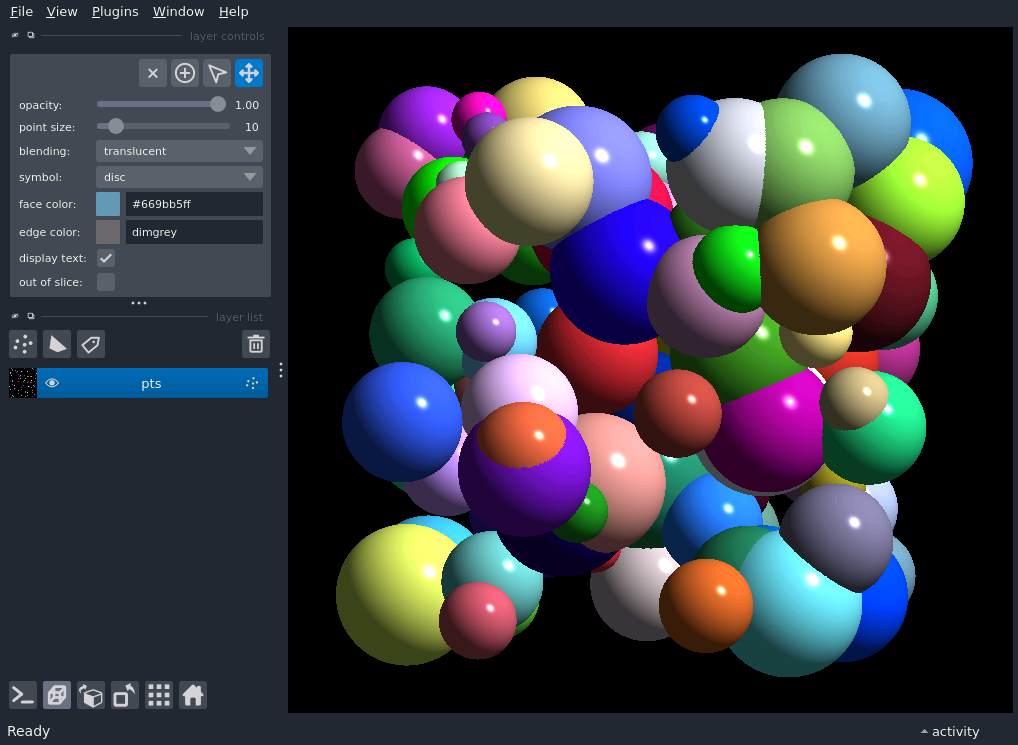 File View Plugins Window Help
layer controls
opacity: 1.00
point size: 10
blending: translucent
symbol: disc
face color: #669bb5ff
edge color: dimgrey
display text:
out of slice:
layer list
pts
Ready activity